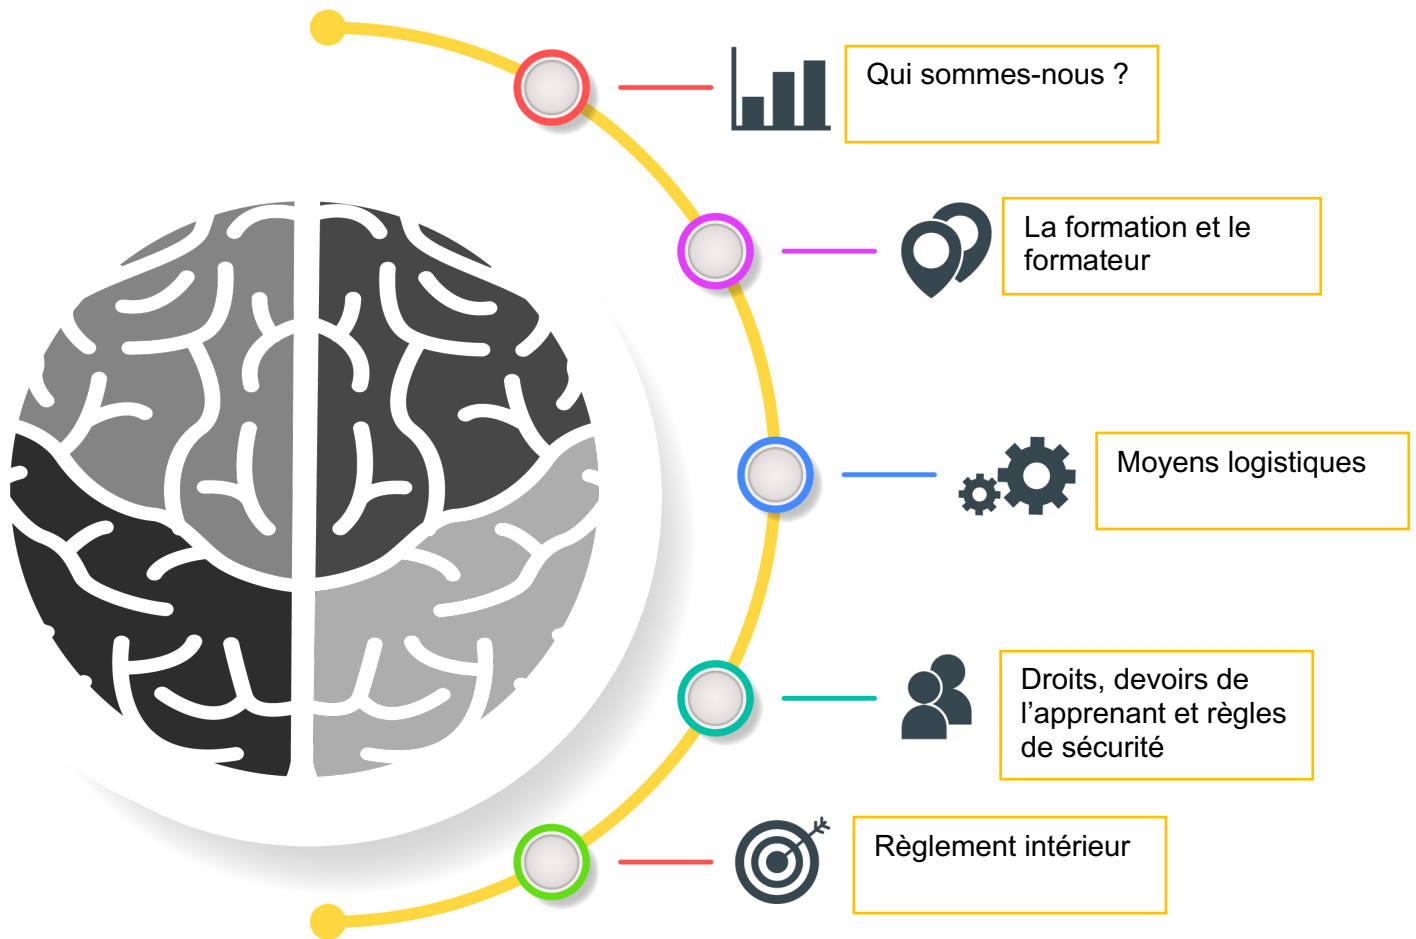 Qui sommes-nous ?
La formation et le
formateur
Moyens logistiques
Droits, devoirs de
l’apprenant et règles
de sécurité
Règlement intérieur